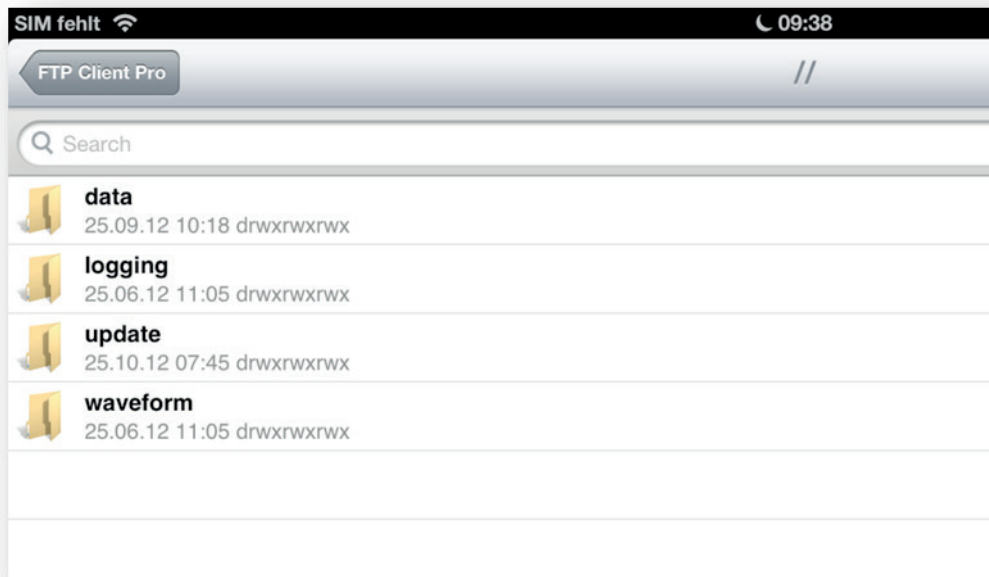 SIM fehlt 09:38
FTP Client Pro //
Search
data
25.09.12 10:18 drwxrwxrwx
logging
25.06.12 11:05 drwxrwxrwx
update
25.10.12 07:45 drwxrwxrwx
waveform
25.06.12 11:05 drwxrwxrwx